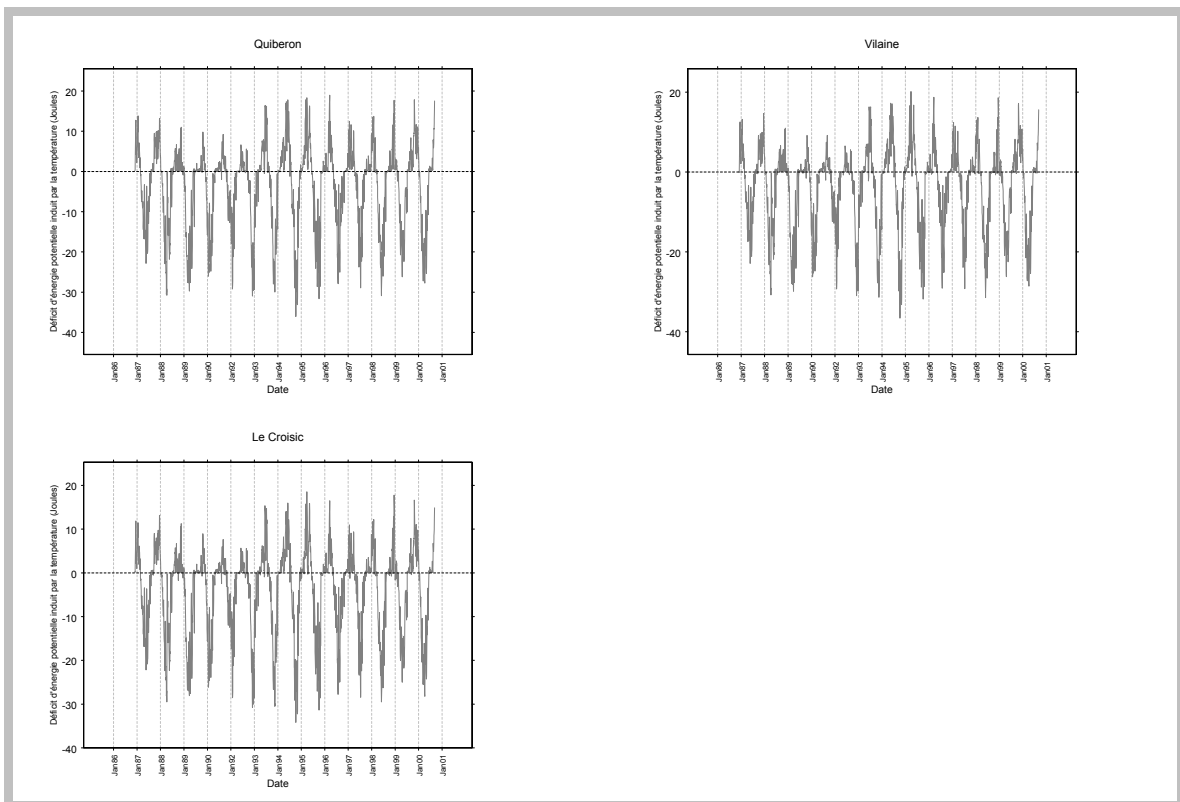 Quiberon
Déficit d'énergie potentielle induit par la température (Joules)
20
10
0
-10
-20
-30
-40
Jan86 Jan87 Jan88 Jan89 Jan90 Jan92 Jan93 Jan94 Jan95 Jan96 Jan97 Jan98 Jan99 Jan00 Jan01
Date
Vilaine
Déficit d'énergie potentielle induit par la température (Joules)
20
10
0
-10
-20
-30
-40
Jan86 Jan87 Jan88 Jan89 Jan90 Jan92 Jan93 Jan94 Jan95 Jan96 Jan97 Jan98 Jan99 Jan00 Jan01
Date
Le Croisic
Déficit d'énergie potentielle induit par la température (Joules)
20
10
0
-10
-20
-30
-40
Jan86 Jan87 Jan88 Jan89 Jan90 Jan92 Jan93 Jan94 Jan95 Jan96 Jan97 Jan98 Jan99 Jan00 Jan01
Date